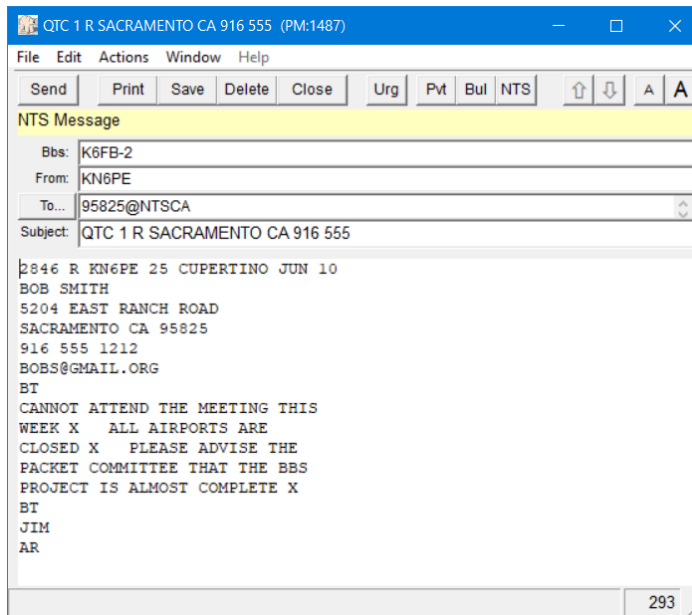 QTC 1 R SACRAMENTO CA 916 555 (PM:1487)
File Edit Actions Window Help
Send Print Save Delete Close Urg Pvt Bul NTS A A
NTS Message
Bbs: K6FB-2
From: KN6PE
To... 95825@NTSCA
Subject: QTC 1 R SACRAMENTO CA 916 555
2846 R KN6PE 25 CUPERTINO JUN 10
BOB SMITH
5204 EAST RANCH ROAD
SACRAMENTO CA 95825
916 555 1212
BOBS@GMAIL.ORG
BT
CANNOT ATTEND THE MEETING THIS
WEEK X   ALL AIRPORTS ARE
CLOSED X   PLEASE ADVISE THE
PACKET COMMITTEE THAT THE BBS
PROJECT IS ALMOST COMPLETE X
BT
JIM
AR
293